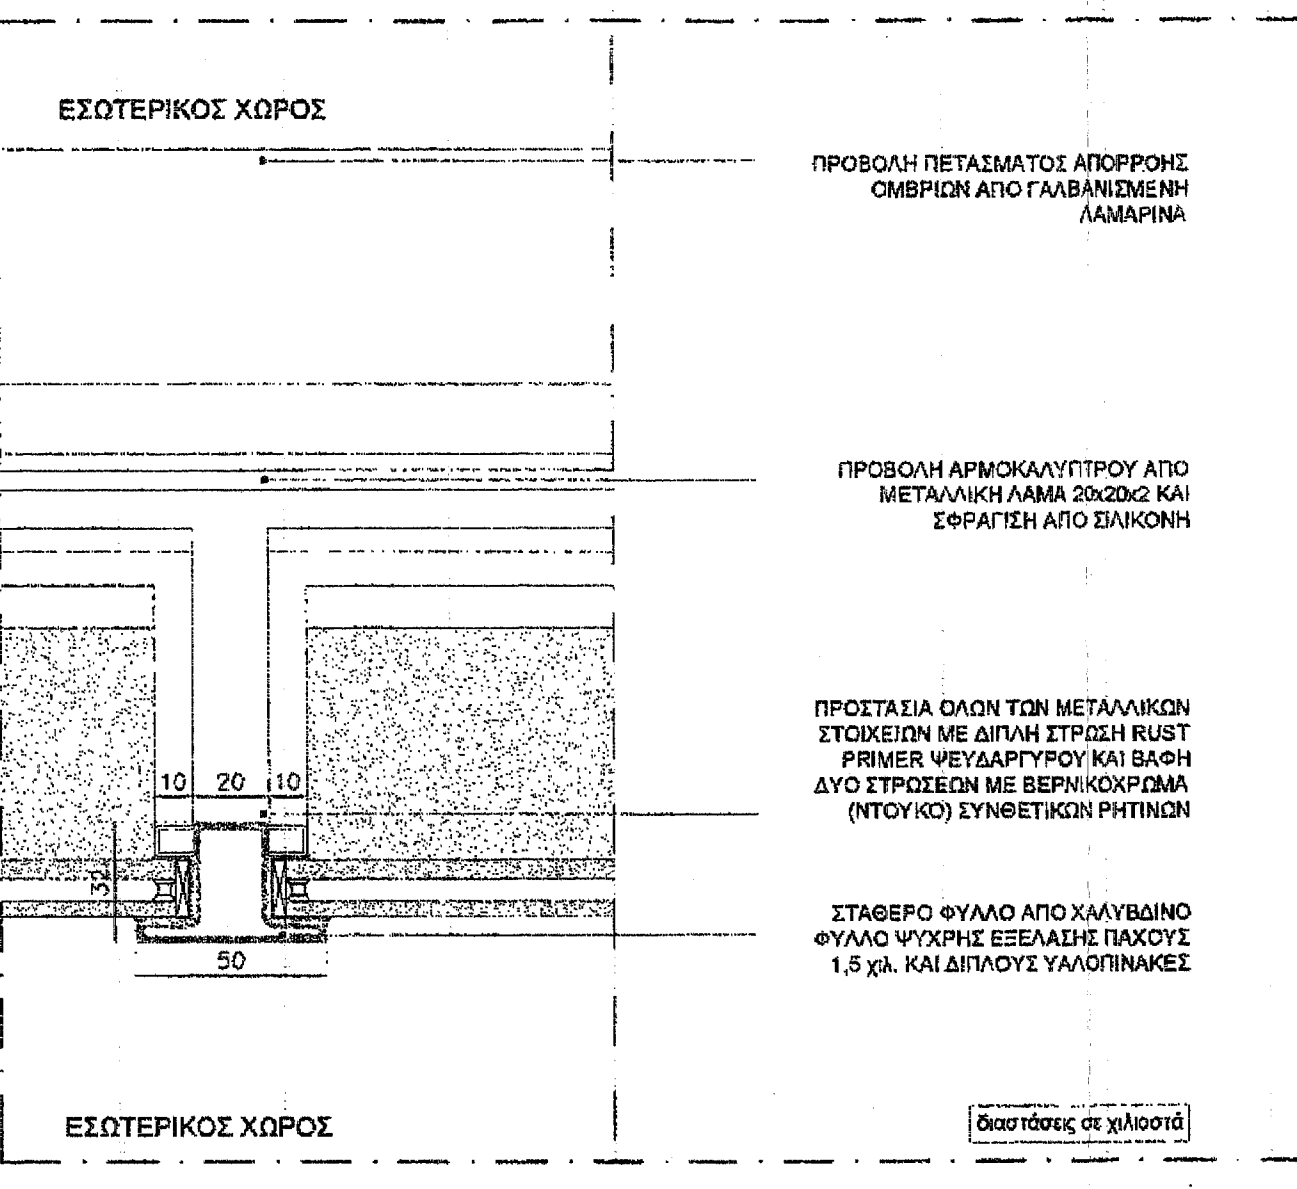 ΕΣΩΤΕΡΙΚΟΣ ΧΩΡΟΣ
ΠΡΟΒΟΛΗ ΠΕΤΑΣΜΑΤΟΣ ΑΠΟΡΡΟΗΣ
ΟΜΒΡΙΩΝ ΑΠΟ ΓΑΛΒΑΝΙΣΜΕΝΗ
ΛΑΜΑΡΙΝΑ
ΠΡΟΒΟΛΗ ΑΡΜΟΚΑΛΥΠΤΡΟΥ ΑΠΟ
ΜΕΤΑΛΛΙΚΗ ΛΑΜΑ 20x20x2 ΚΑΙ
ΣΦΡΑΓΙΣΗ ΑΠΟ ΣΙΛΙΚΟΝΗ
ΠΡΟΣΤΑΣΙΑ ΟΛΩΝ ΤΩΝ ΜΕΤΑΛΛΙΚΩΝ
ΣΤΟΙΧΕΙΩΝ ΜΕ ΔΙΠΛΗ ΣΤΡΩΣΗ RUST
PRIMER ΨΕΥΔΑΡΓΥΡΟΥ ΚΑΙ ΒΑΦΗ
ΔΥΟ ΣΤΡΩΣΕΩΝ ΜΕ ΒΕΡΝΙΚΟΧΡΩΜΑ
(ΝΤΟΥΚΟ) ΣΥΝΘΕΤΙΚΩΝ ΡΗΤΙΝΩΝ
10 20 10
32
50
ΣΤΑΘΕΡΟ ΦΥΛΛΟ ΑΠΟ ΧΑΛΥΒΔΙΝΟ
ΦΥΛΛΟ ΨΥΧΡΗΣ ΕΞΕΛΑΣΗΣ ΠΑΧΟΥΣ
1,5 χιλ. ΚΑΙ ΔΙΠΛΟΥΣ ΥΑΛΟΠΙΝΑΚΕΣ
ΕΣΩΤΕΡΙΚΟΣ ΧΩΡΟΣ
διαστάσεις σε χιλιοστά